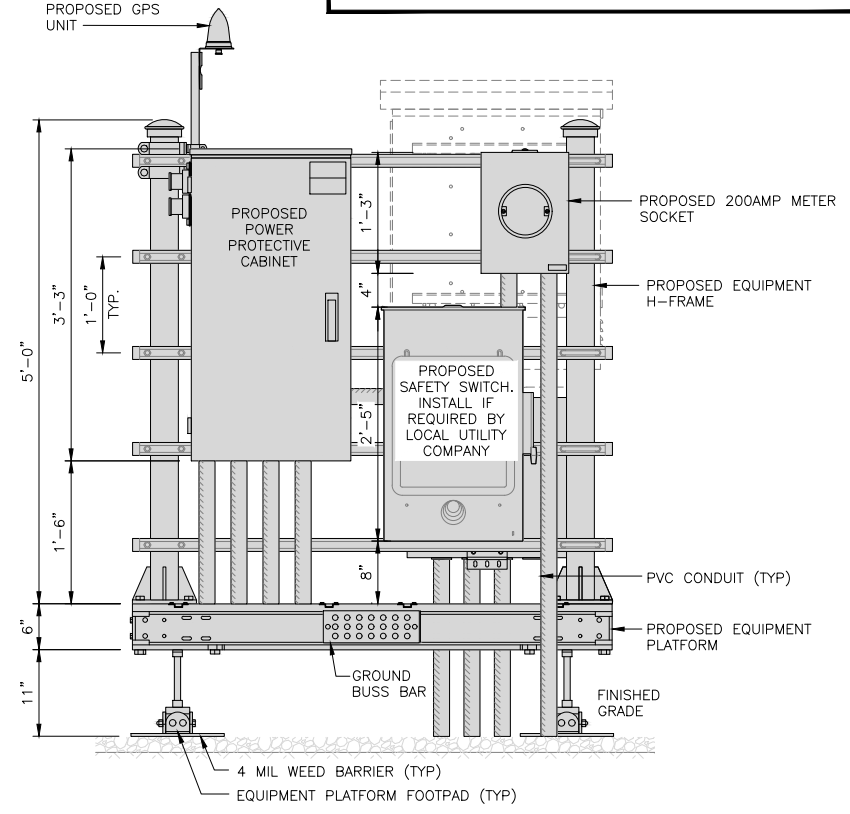 PROPOSED GPS
UNIT
PROPOSED
POWER
PROTECTIVE
CABINET
PROPOSED 200AMP METER
SOCKET
PROPOSED EQUIPMENT
H-FRAME
1'-3"
4"
3'-3"
1'-0"
TYP.
5'-0"
PROPOSED
SAFETY SWITCH.
INSTALL IF
REQUIRED BY
LOCAL UTILITY
COMPANY
2'-5"
1'-6"
8"
PVC CONDUIT (TYP)
6"
PROPOSED EQUIPMENT
PLATFORM
GROUND
BUSS BAR
11"
FINISHED
GRADE
4 MIL WEED BARRIER (TYP)
EQUIPMENT PLATFORM FOOTPAD (TYP)